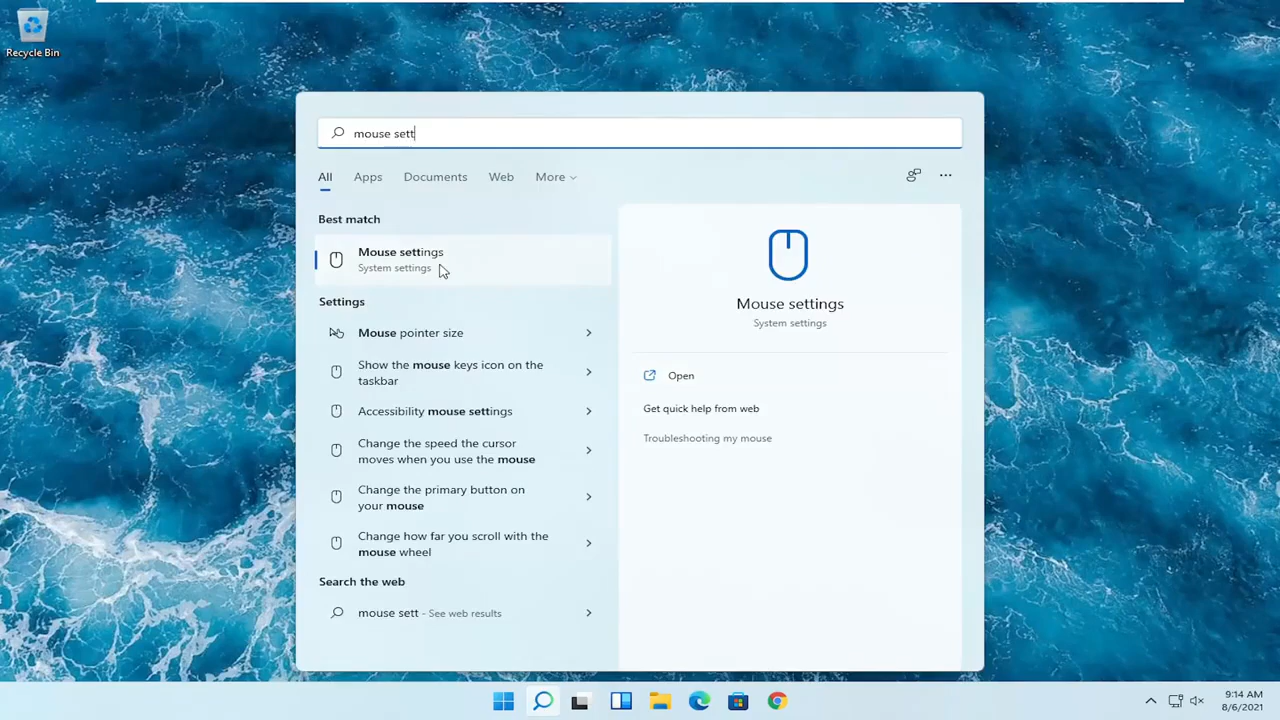 Recycle Bin
mouse sett
All Apps Documents Web More
Best match
Mouse settings
System settings
Settings
Mouse pointer size
Show the mouse keys icon on the
taskbar
Accessibility mouse settings
Change the speed the cursor
moves when you use the mouse
Change the primary button on
your mouse
Change how far you scroll with the
mouse wheel
Search the web
mouse sett - See web results
Mouse settings
System settings
Open
Get quick help from web
Troubleshooting my mouse
9:14 AM
8/6/2021